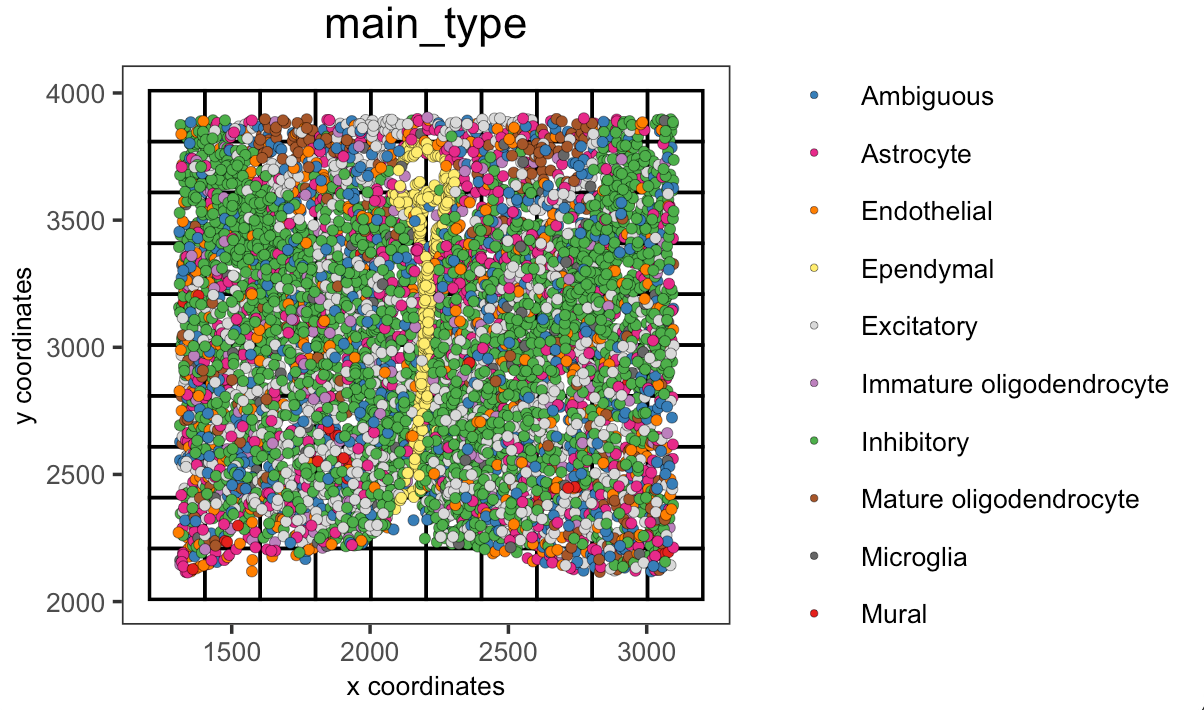 main_type
4000
3500
3000
2500
2000
y coordinates
1500 2000 2500 3000
x coordinates
Ambiguous
Astrocyte
Endothelial
Ependymal
Excitatory
Immature oligodendrocyte
Inhibitory
Mature oligodendrocyte
Microglia
Mural